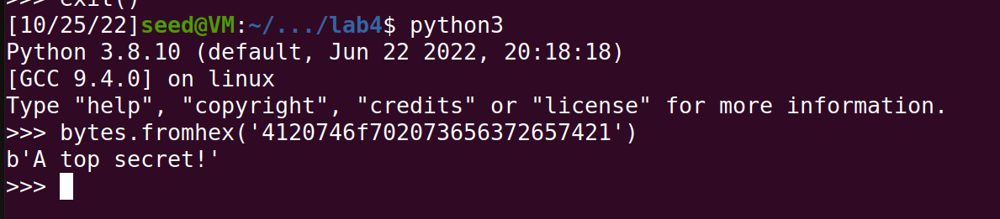 >>> exit()
[10/25/22]seed@VM:~/.../lab4$ python3
Python 3.8.10 (default, Jun 22 2022, 20:18:18)
[GCC 9.4.0] on linux
Type "help", "copyright", "credits" or "license" for more information.
>>> bytes.fromhex('4120746f702073656372657421')
b'A top secret!'
>>>